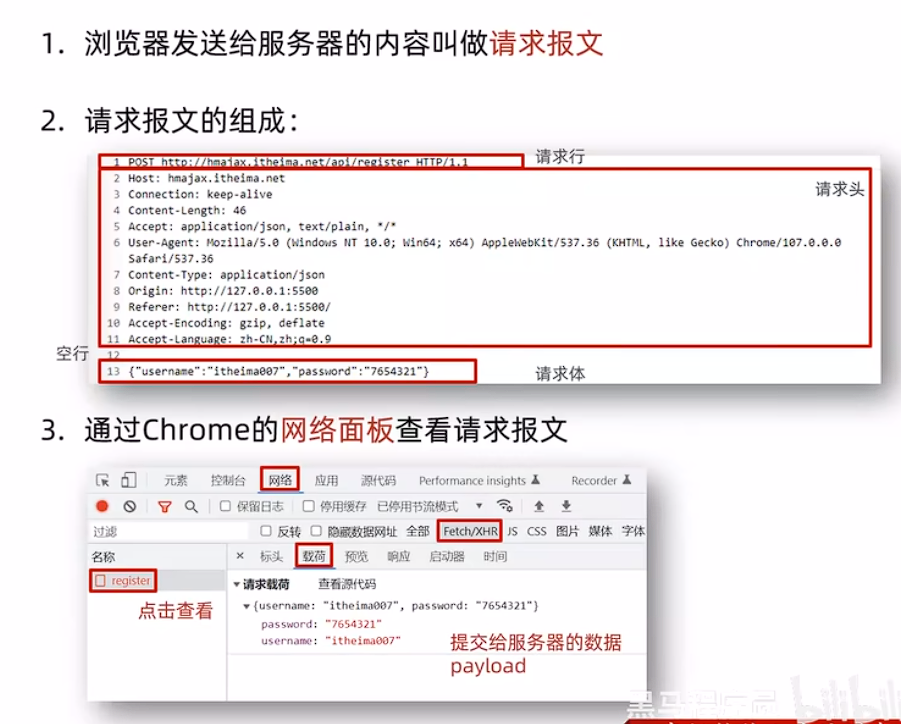 1. 浏览器发送给服务器的内容叫做请求报文
2. 请求报文的组成：
请求行
1 POST http://hmajax.itheima.net/api/register HTTP/1.1
请求头
2 Host: hmajax.itheima.net
3 Connection: keep-alive
4 Content-Length: 46
5 Accept: application/json, text/plain, */*
6 User-Agent: Mozilla/5.0 (Windows NT 10.0; Win64; x64) AppleWebKit/537.36 (KHTML, like Gecko) Chrome/107.0.0.0
Safari/537.36
7 Content-Type: application/json
8 Origin: http://127.0.0.1:5500
9 Referer: http://127.0.0.1:5500/
10 Accept-Encoding: gzip, deflate
11 Accept-Language: zh-CN,zh;q=0.9
空行 12
13 {"username":"itheima007","password":"7654321"} 请求体
3. 通过Chrome的网络面板查看请求报文
元素 控制台 网络 应用 源代码 Performance insights Recorder
保留日志 停用缓存 已停用节流模式
过滤 反转 隐藏数据网址 全部 Fetch/XHR JS CSS 图片 媒体 字体
名称 × 标头 载荷 预览 响应 启动器 时间
register 请求载荷 查看源代码
点击查看 {username: "itheima007", password: "7654321"}
password: "7654321"
username: "itheima007"
提交给服务器的数据
payload
黑马程序员 bilibili